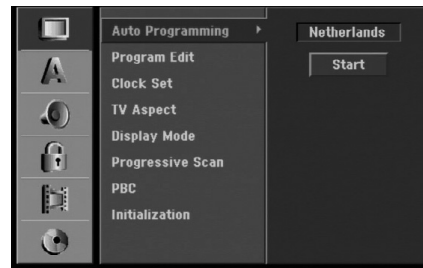 Auto Programming
Program Edit
Clock Set
TV Aspect
Display Mode
Progressive Scan
PBC
Initialization
Netherlands
Start
A